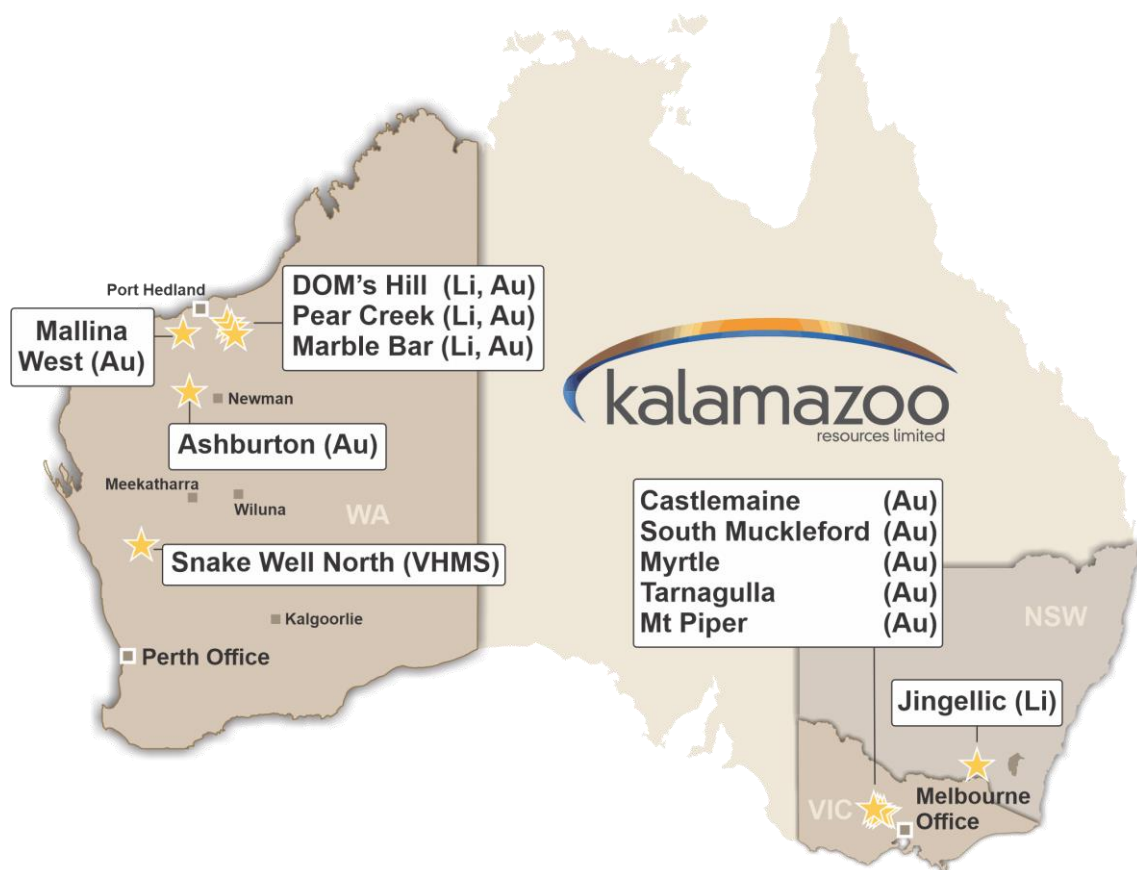 Port Hedland
DOM's Hill (Li, Au)
Pear Creek (Li, Au)
Marble Bar (Li, Au)
Mallina
West (Au)
Newman
Ashburton (Au)
Meekatharra
Wiluna
WA
Snake Well North (VHMS)
Kalgoorlie
Perth Office
kalamazoo
resources limited
Castlemaine (Au)
South Muckleford (Au)
Myrtle (Au)
Tarnagulla (Au)
Mt Piper (Au)
NSW
Jingellic (Li)
VIC
Melbourne
Office